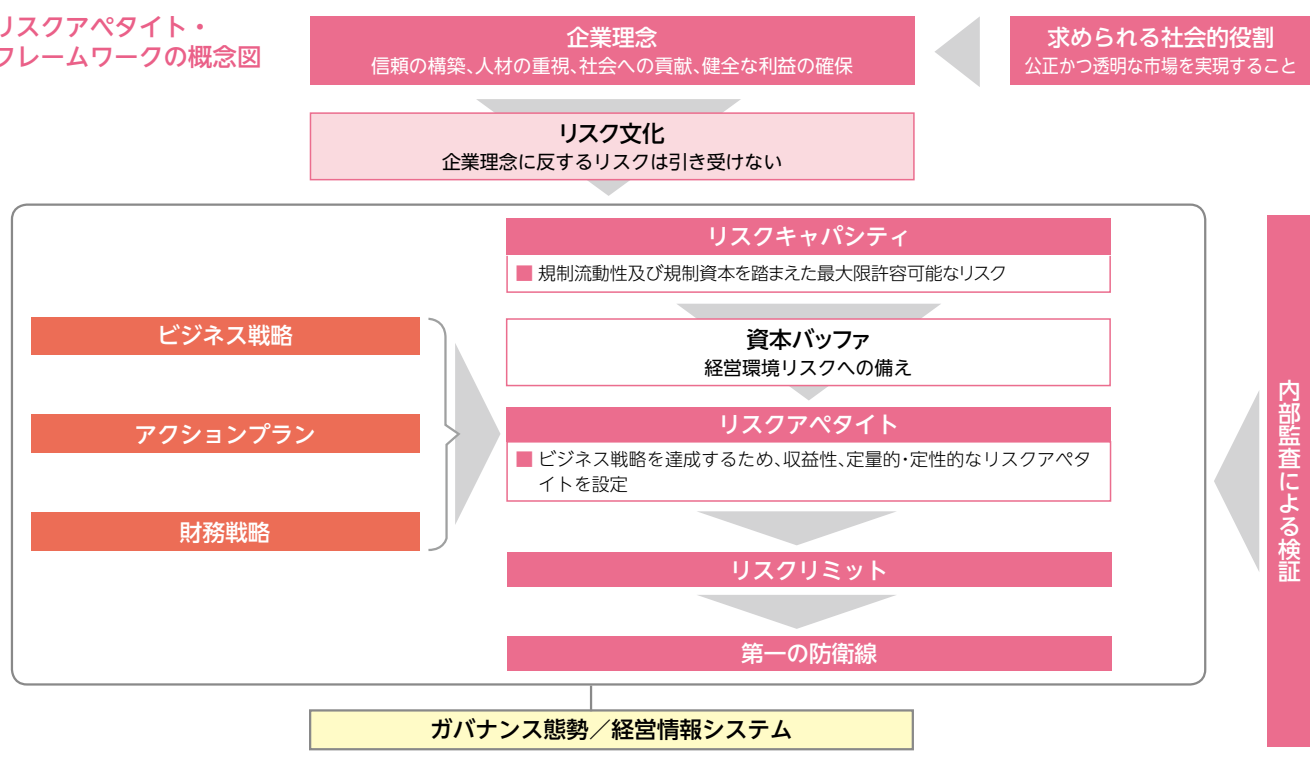 リスクアペタイト・
フレームワークの概念図
企業理念
信頼の構築、人材の重視、社会への貢献、健全な利益の確保
求められる社会的役割
公正かつ透明な市場を実現すること
リスク文化
企業理念に反するリスクは引き受けない
リスクキャパシティ
■ 規制流動性及び規制資本を踏まえた最大限許容可能なリスク
資本バッファ
経営環境リスクへの備え
ビジネス戦略
アクションプラン
財務戦略
リスクアペタイト
■ ビジネス戦略を達成するため、収益性、定量的・定性的なリスクアペタ
イトを設定
リスクリミット
第一の防衛線
内部監査による検証
ガバナンス態勢／経営情報システム